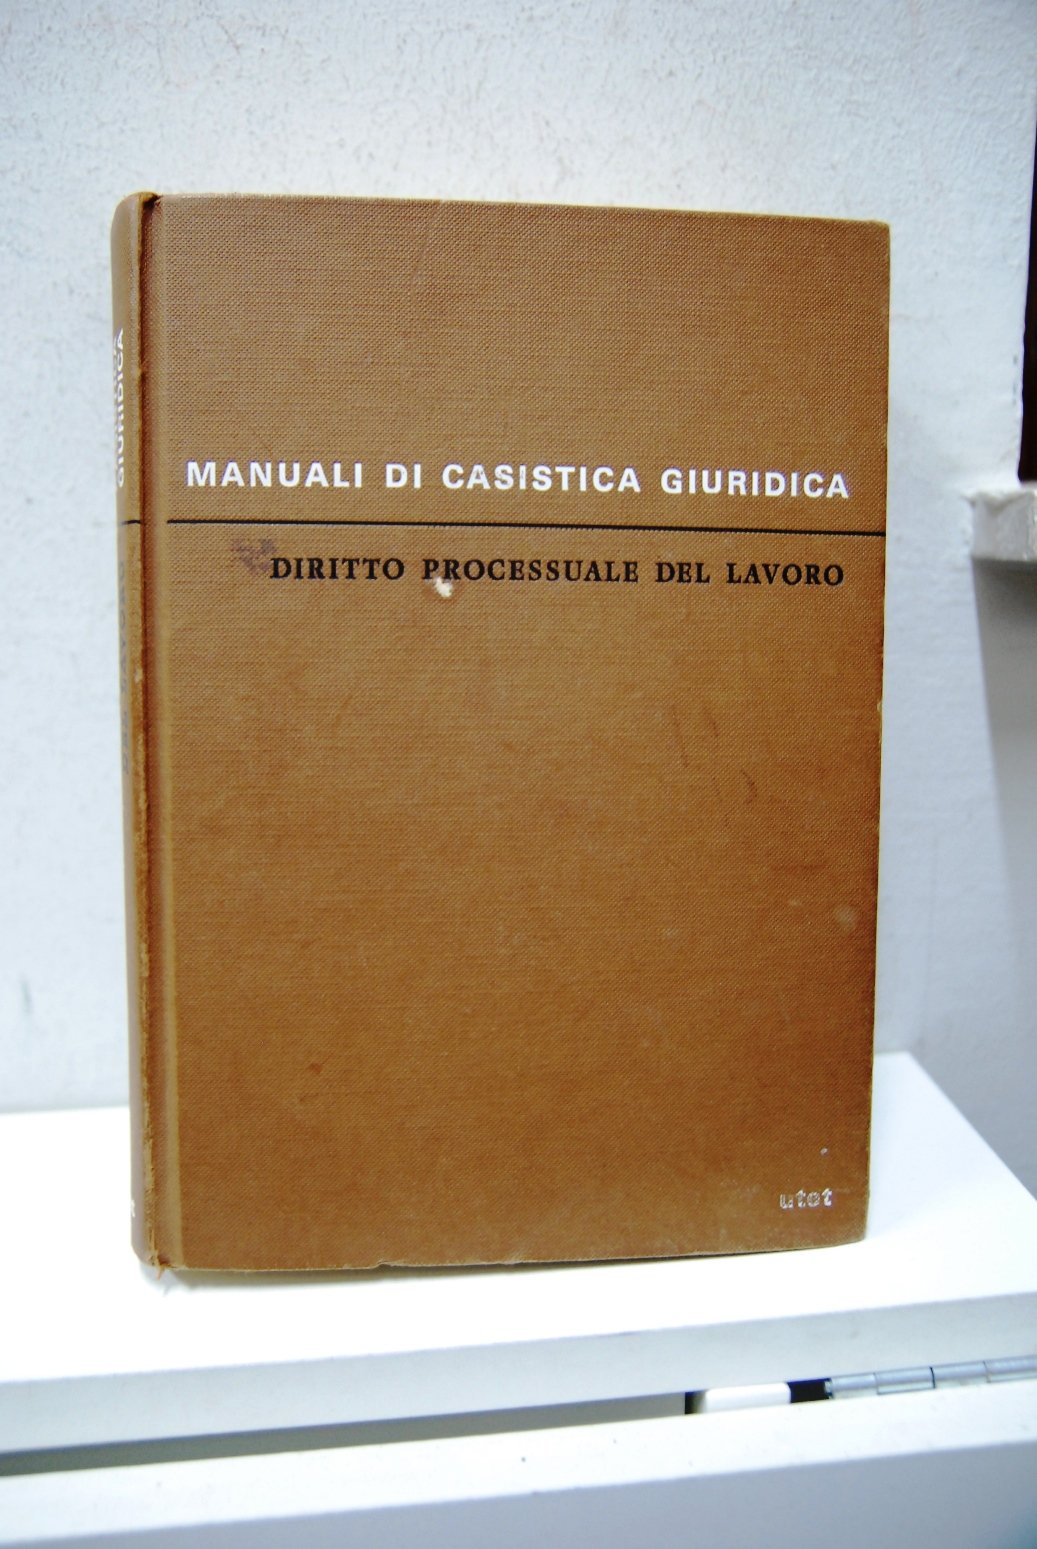 MANUALI DI CASISTICA GIURIDICA
DIRITTO PROCESSUALE DEL LAVORO
utet
GIURIDICA